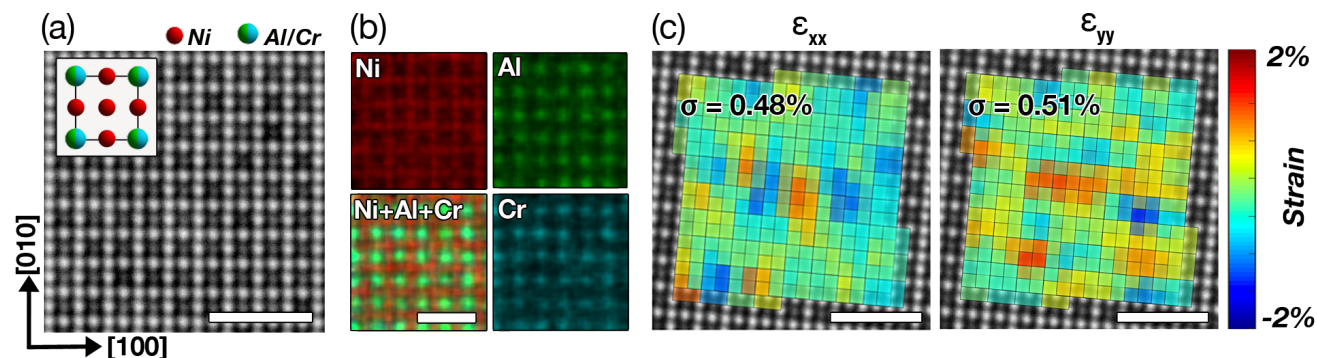 (a)
Ni
Al/Cr
[010]
[100]
(b)
Ni
Al
Ni+Al+Cr
Cr
(c)
εxx
σ = 0.48%
εyy
σ = 0.51%
2%
Strain
-2%